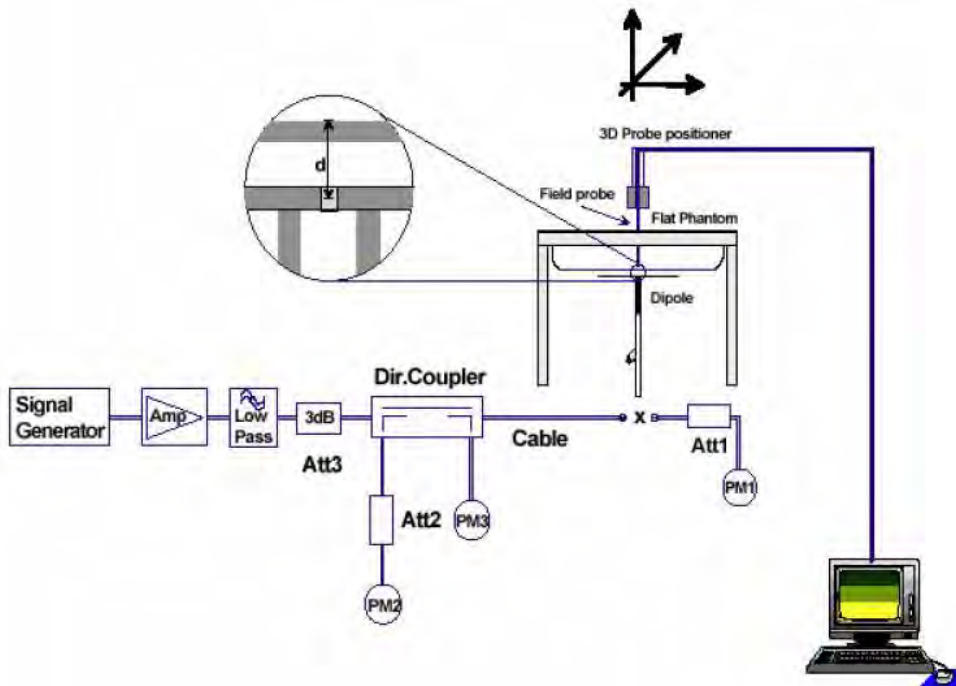 3D Probe positioner
d
Field probe
Flat Phantom
Dipole
Dir.Coupler
Signal
Generator
Amp
Low
Pass
3dB
Att3
Cable
x
Att1
PM1
Att2
PM3
PM2